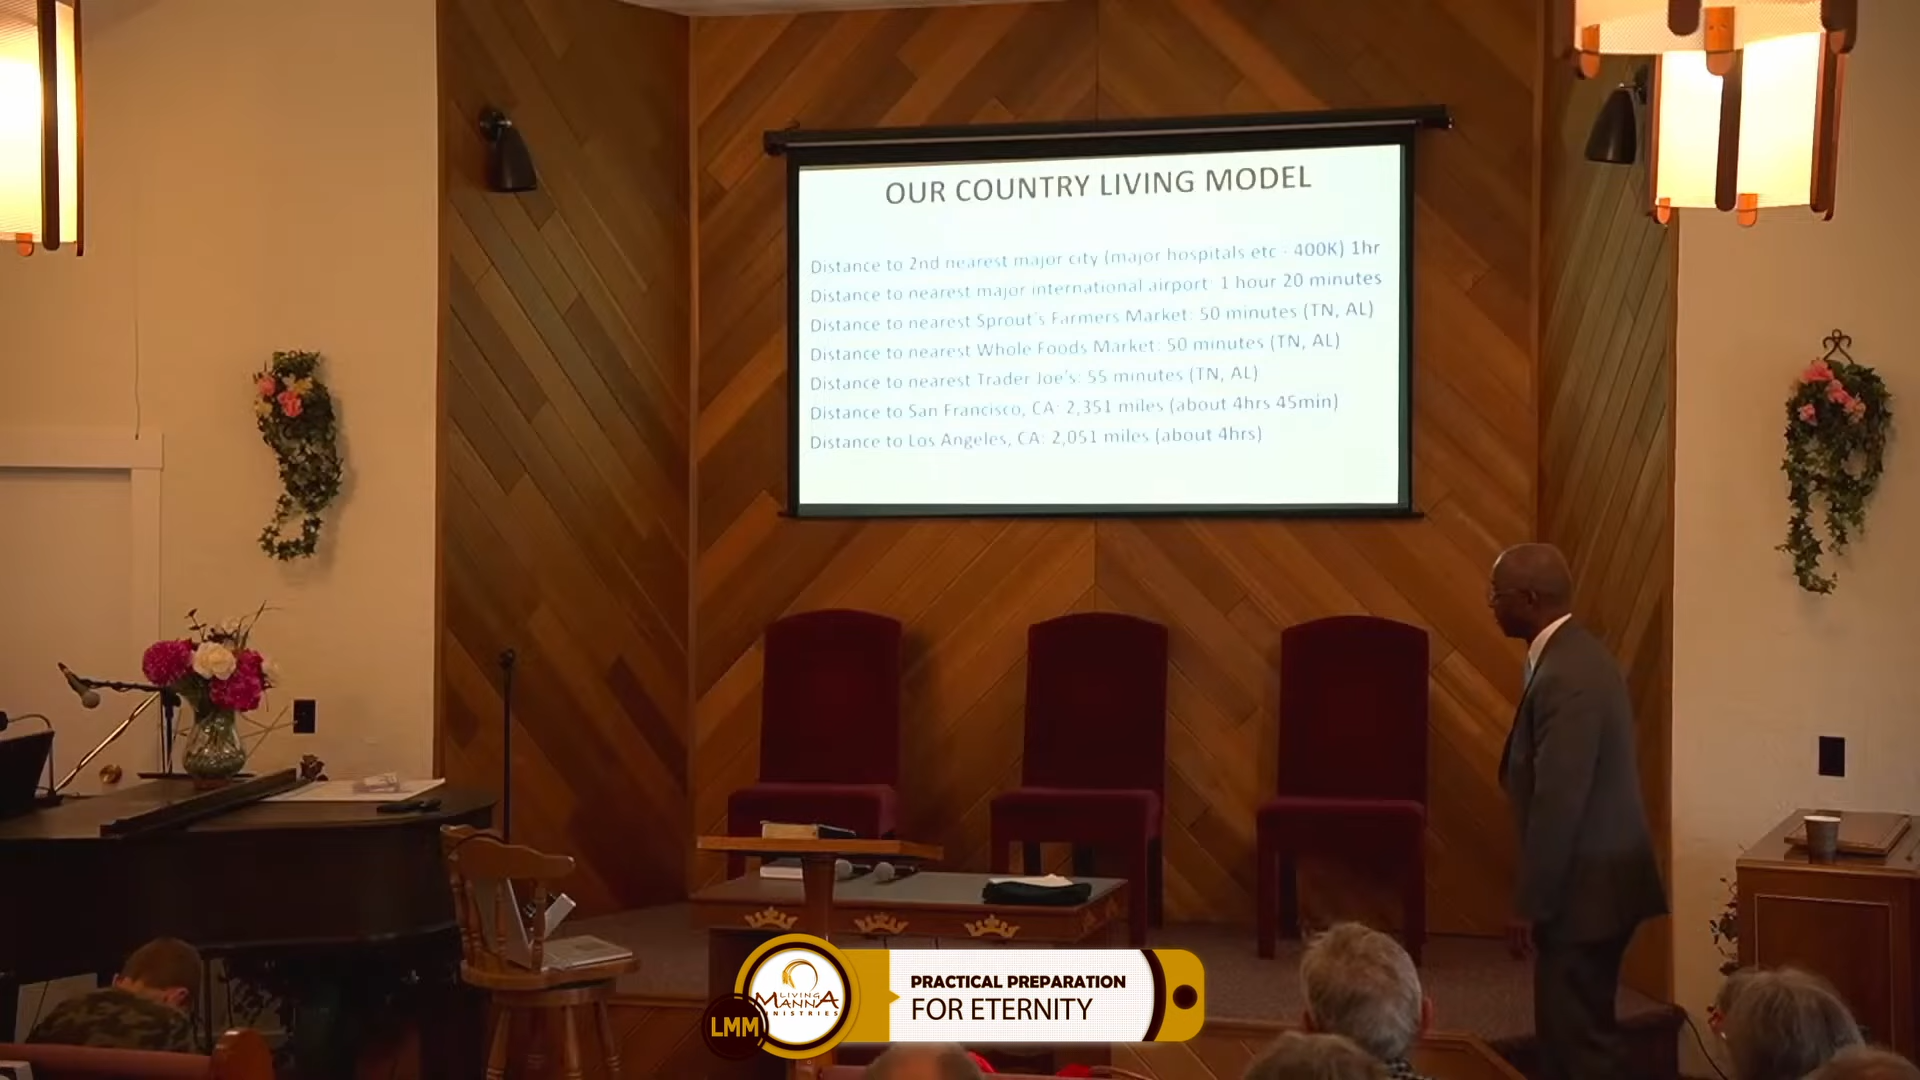 OUR COUNTRY LIVING MODEL
Distance to 2nd nearest major city (major hospitals etc - 400K) 1hr
Distance to nearest major international airport: 1 hour 20 minutes
Distance to nearest Sprout's Farmers Market: 50 minutes (TN, AL)
Distance to nearest Whole Foods Market: 50 minutes (TN, AL)
Distance to nearest Trader Joe's: 55 minutes (TN, AL)
Distance to San Francisco, CA: 2,351 miles (about 4hrs 45min)
Distance to Los Angeles, CA: 2,051 miles (about 4hrs)
LIVING
MANNA
MINISTRIES
LMM
PRACTICAL PREPARATION
FOR ETERNITY